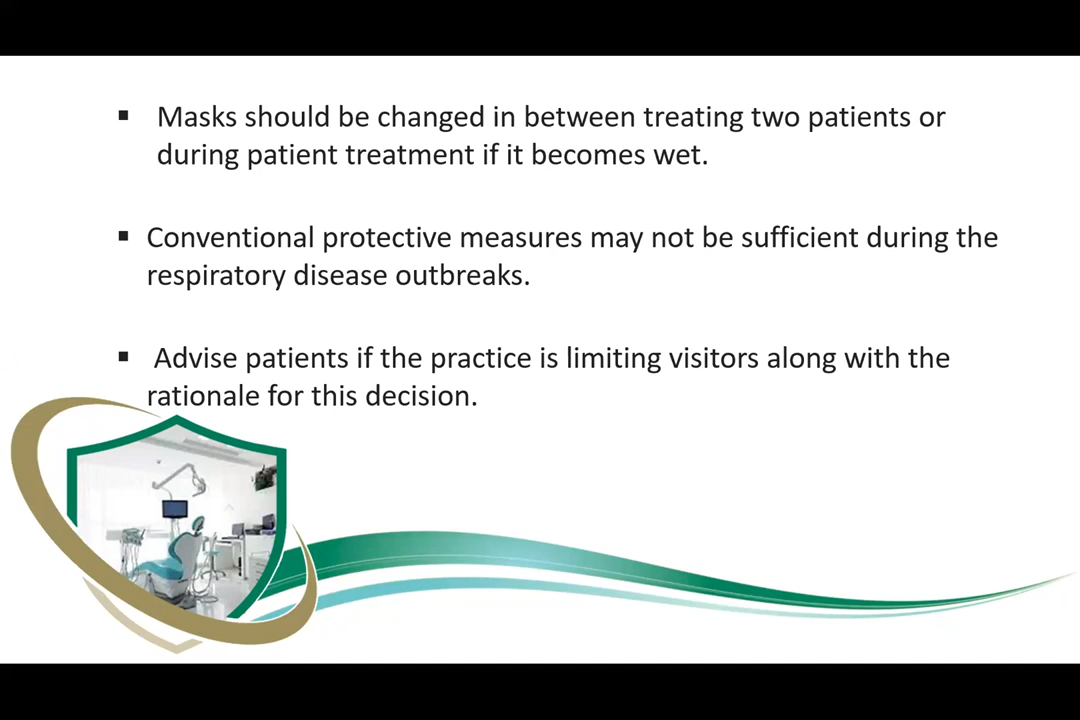 ▪ Masks should be changed in between treating two patients or
during patient treatment if it becomes wet.
▪ Conventional protective measures may not be sufficient during the
respiratory disease outbreaks.
▪ Advise patients if the practice is limiting visitors along with the
rationale for this decision.